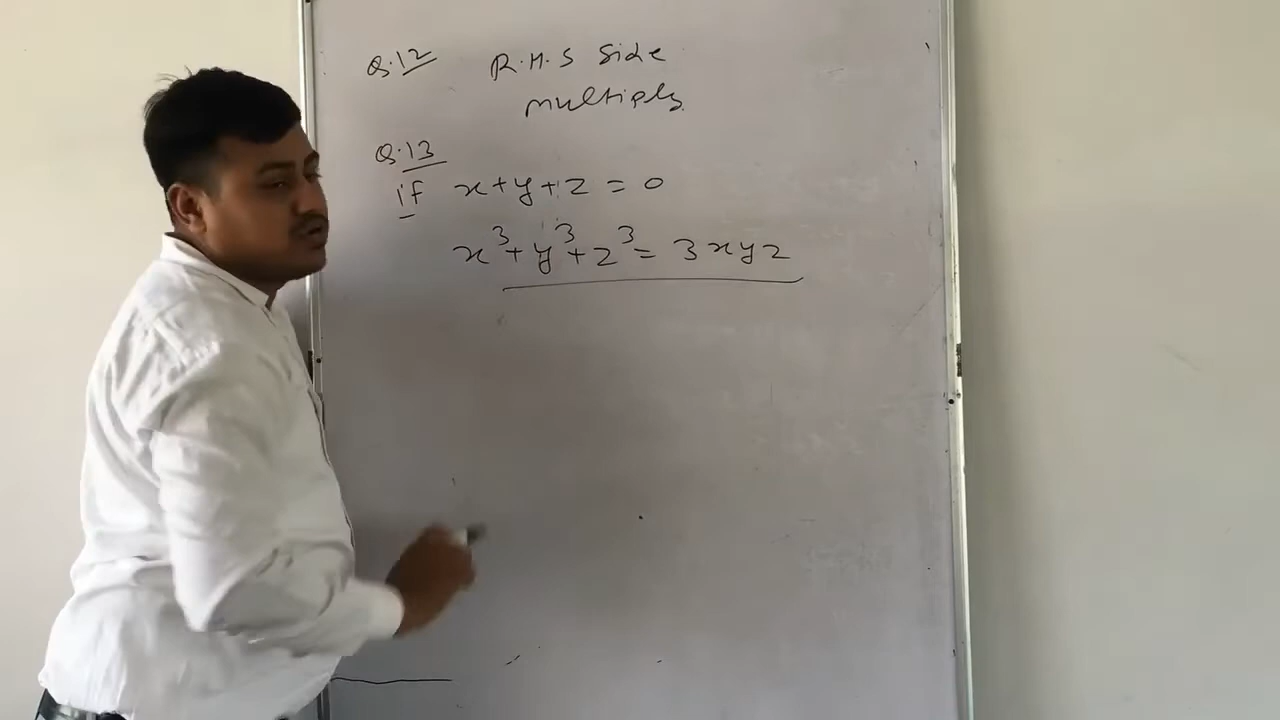 Q.12 R.H.S side
multiply
Q.13
if x+y+z = 0
x³+y³+z³= 3xyz